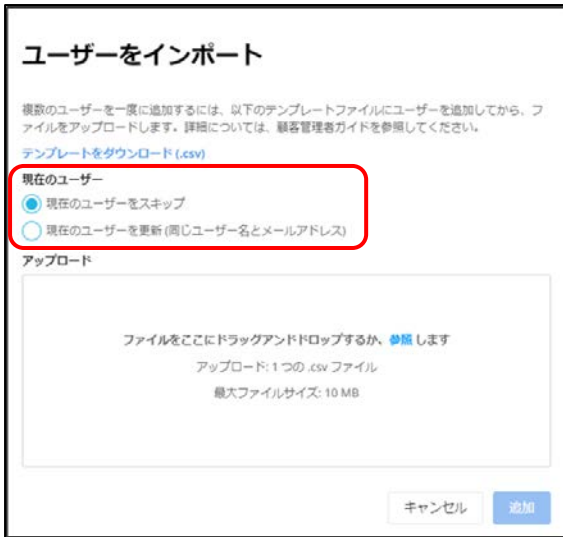 ユーザーをインポート
複数のユーザーを一度に追加するには、以下のテンプレートファイルにユーザーを追加してから、フ
ァイルをアップロードします。詳細については、顧客管理者ガイドを参照してください。
テンプレートをダウンロード (.csv)
現在のユーザー
現在のユーザーをスキップ
現在のユーザーを更新 (同じユーザー名とメールアドレス)
アップロード
ファイルをここにドラッグアンドドロップするか、参照 します
アップロード: 1 つの .csv ファイル
最大ファイルサイズ: 10 MB
キャンセル 追加